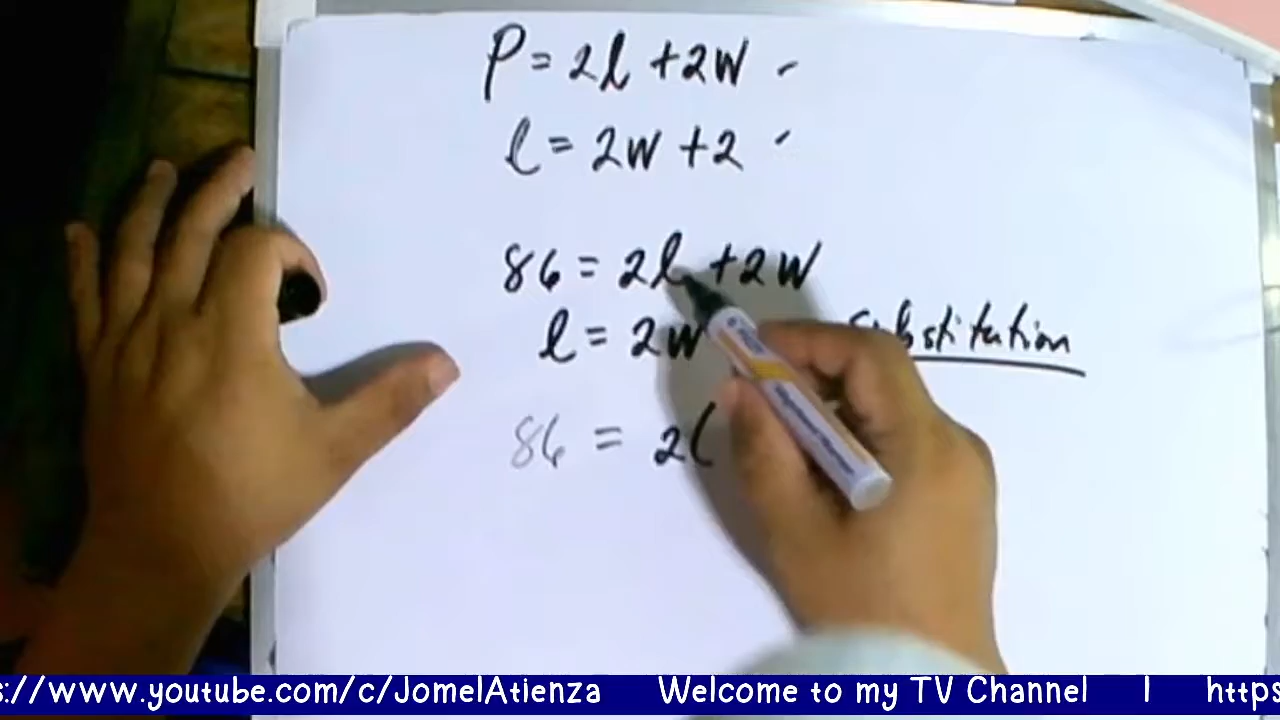 P = 2l + 2w -
l = 2w + 2 -
86 = 2l + 2w
l = 2w
86 = 2(
s://www.youtube.com/c/JomelAtienza Welcome to my TV Channel l https